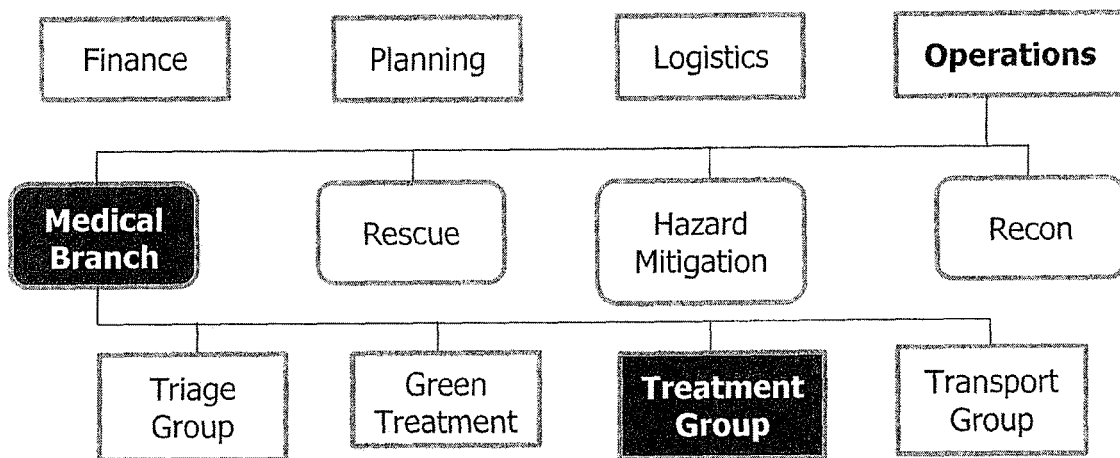 Finance
Planning
Logistics
Operations
Medical
Branch
Rescue
Hazard
Mitigation
Recon
Triage
Group
Green
Treatment
Treatment
Group
Transport
Group